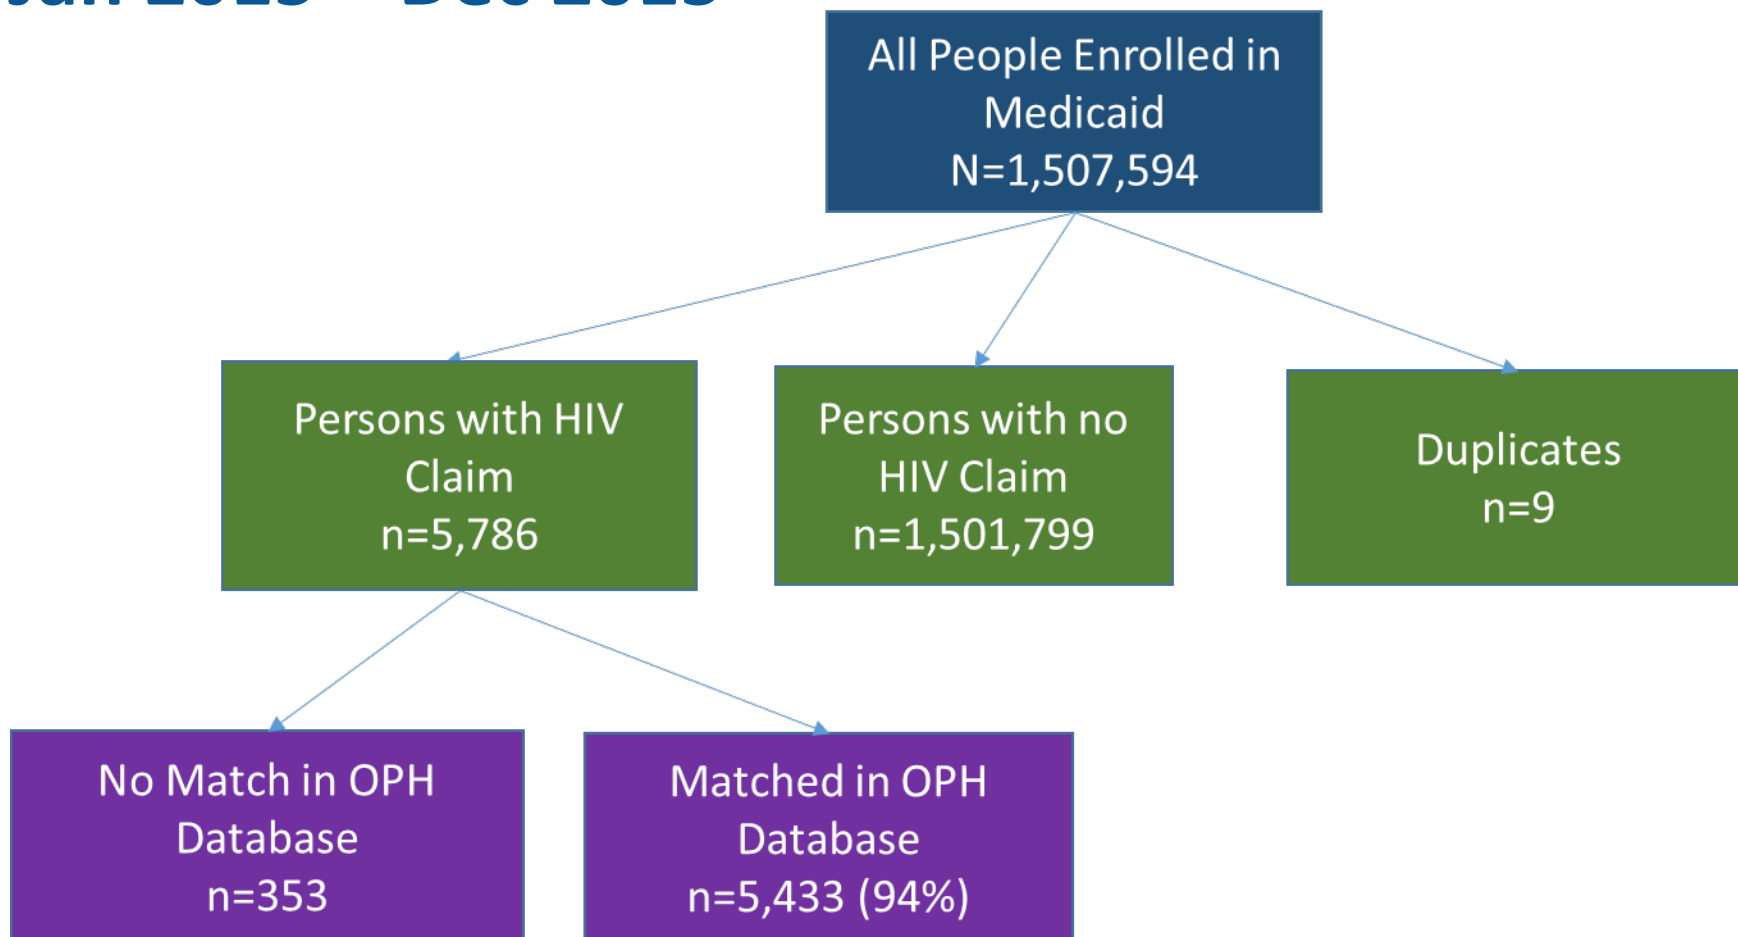 All People Enrolled in
Medicaid
N=1,507,594
Persons with HIV
Claim
n=5,786
Persons with no
HIV Claim
n=1,501,799
Duplicates
n=9
No Match in OPH
Database
n=353
Matched in OPH
Database
n=5,433 (94%)